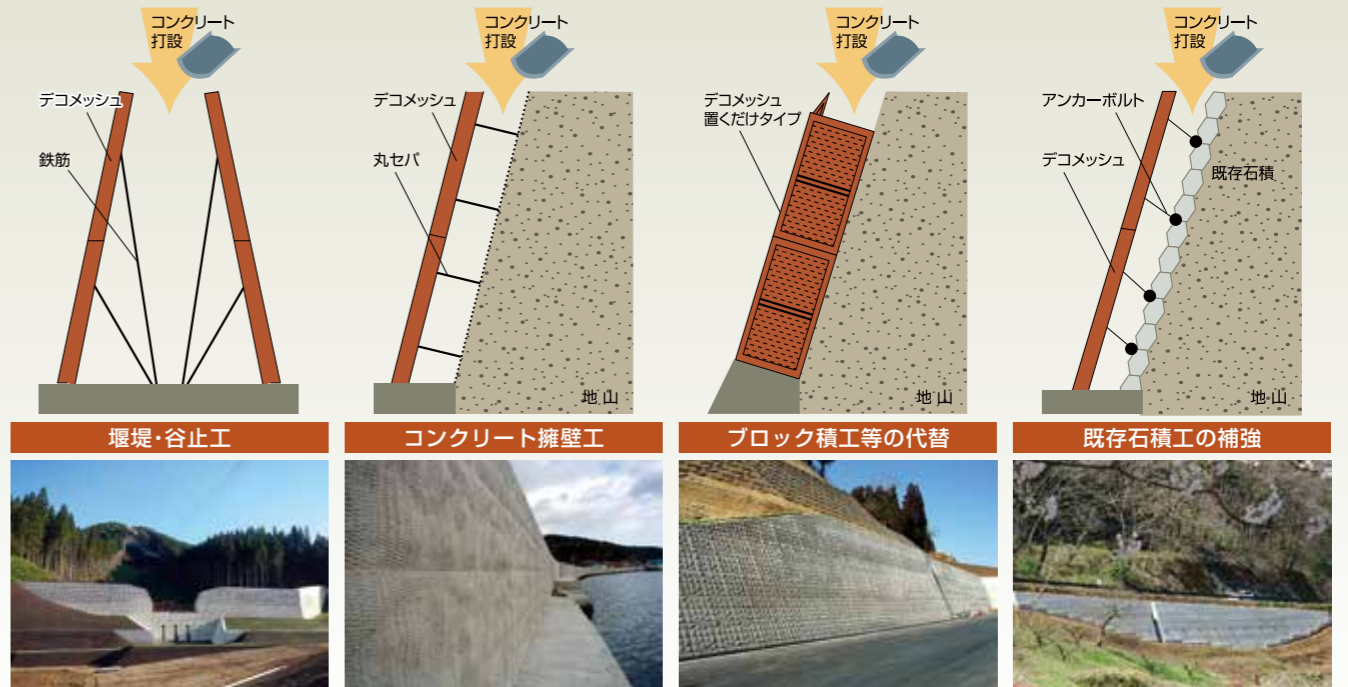 コンクリート
打設
デコメッシュ
鉄筋
堰堤・谷止工
コンクリート
打設
デコメッシュ
丸セパ
地山
コンクリート擁壁工
コンクリート
打設
デコメッシュ
置くだけタイプ
地山
ブロック積工等の代替
コンクリート
打設
アンカーボルト
デコメッシュ
既存石積
地山
既存石積工の補強